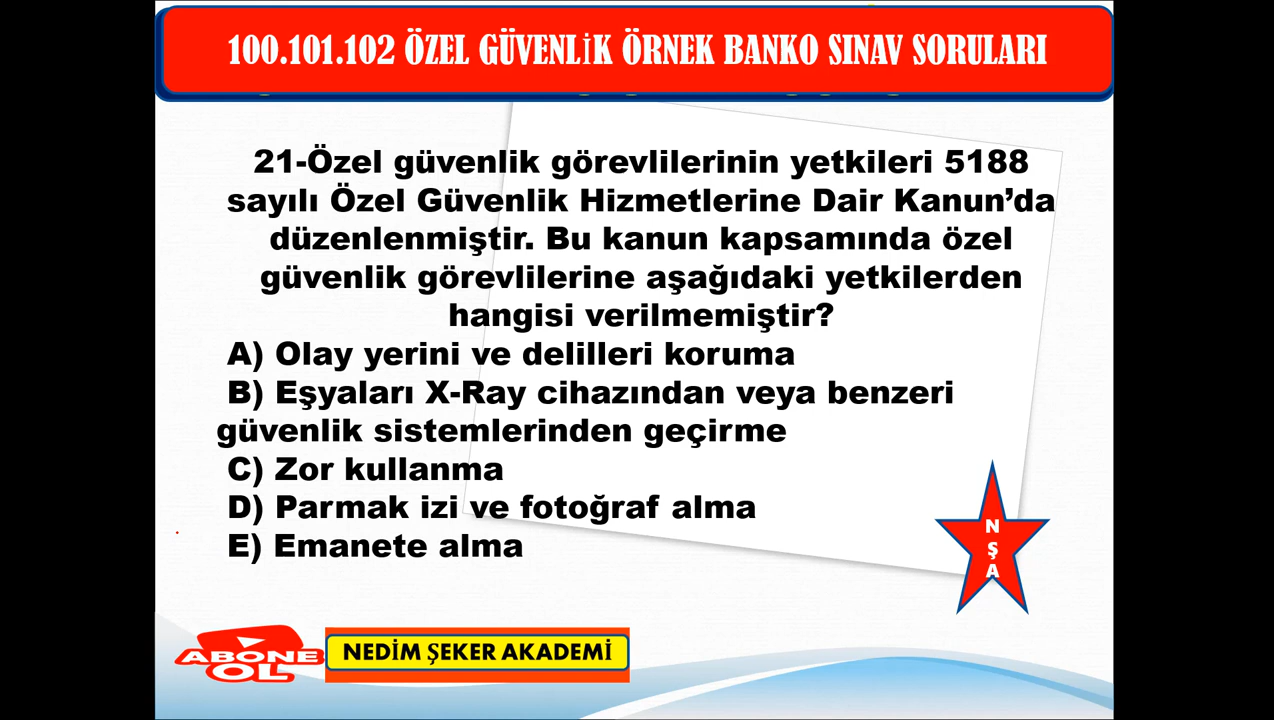 100.101.102 ÖZEL GÜVENLİK ÖRNEK BANKO SINAV SORULARI
21-Özel güvenlik görevlilerinin yetkileri 5188
sayılı Özel Güvenlik Hizmetlerine Dair Kanun’da
düzenlenmiştir. Bu kanun kapsamında özel
güvenlik görevlilerine aşağıdaki yetkilerden
hangisi verilmemiştir?
A) Olay yerini ve delilleri koruma
B) Eşyaları X-Ray cihazından veya benzeri
güvenlik sistemlerinden geçirme
C) Zor kullanma
D) Parmak izi ve fotoğraf alma
E) Emanete alma
N
Ş
A
ABONE
OL
NEDİM ŞEKER AKADEMİ